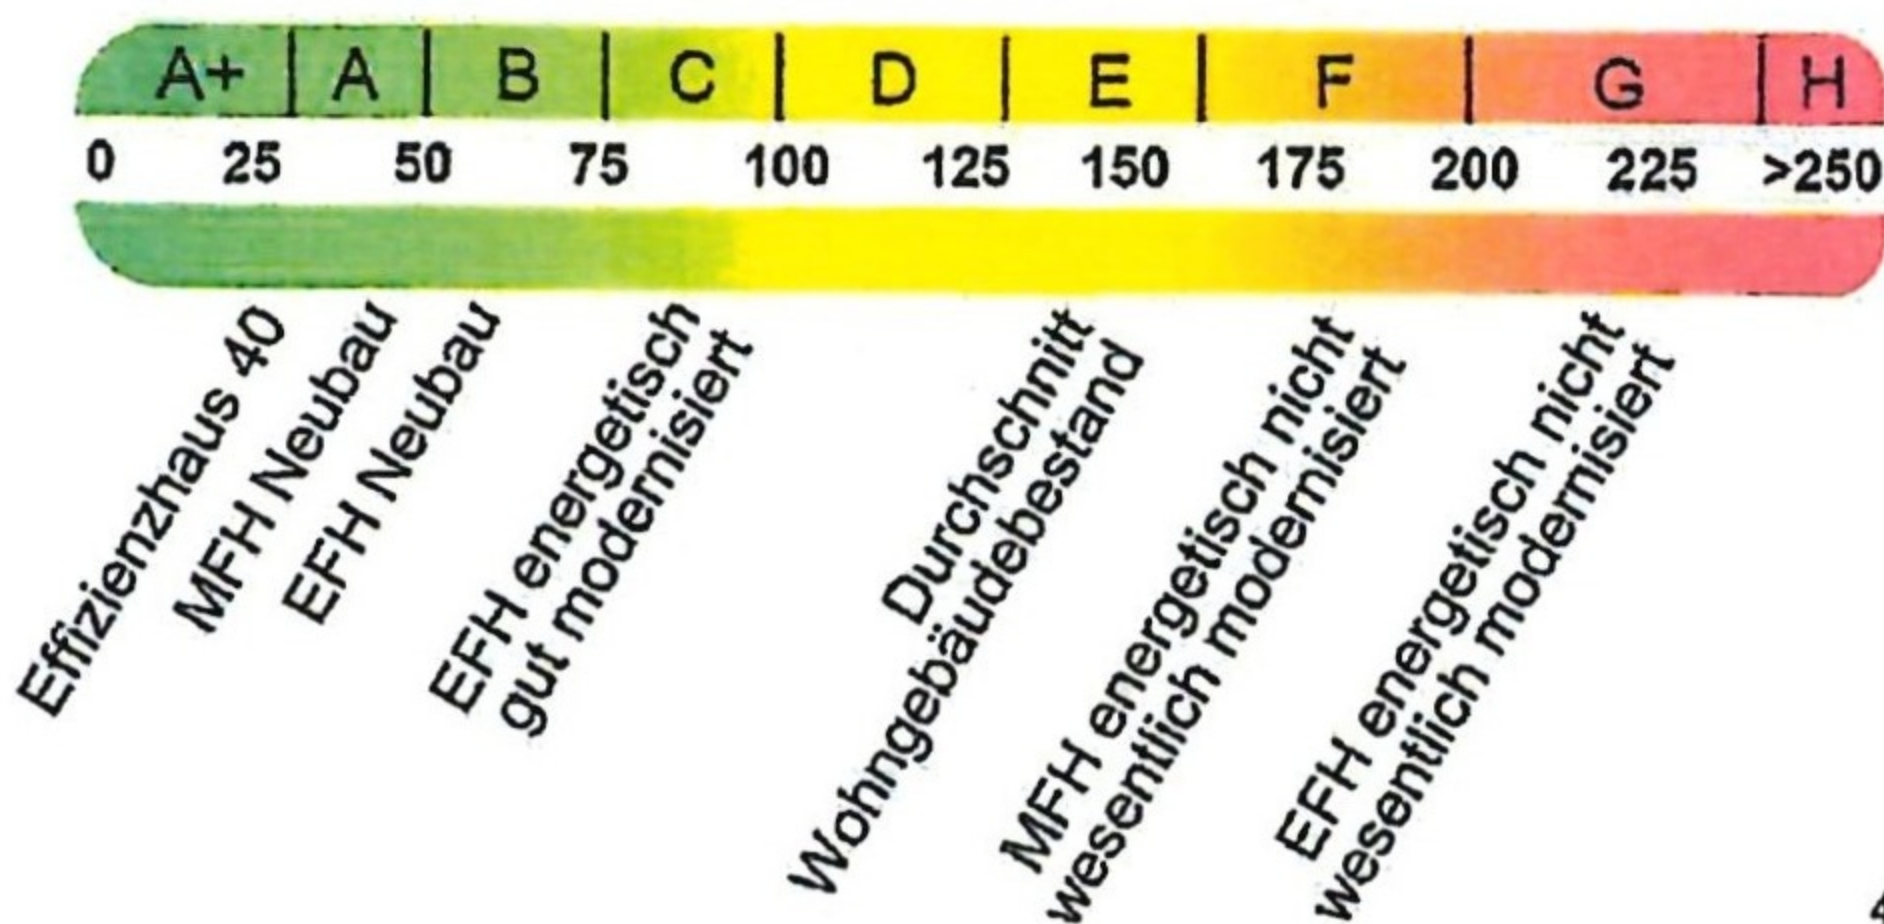 A+ A B C D E F G H
0 25 50 75 100 125 150 175 200 225 >250
Effizienzhaus 40
MFH Neubau
EFH Neubau
EFH energetisch
gut modernisiert
Durchschnitt
Wohngebäudebestand
MFH energetisch nicht
wesentlich modernisiert
EFH energetisch nicht
wesentlich modernisiert